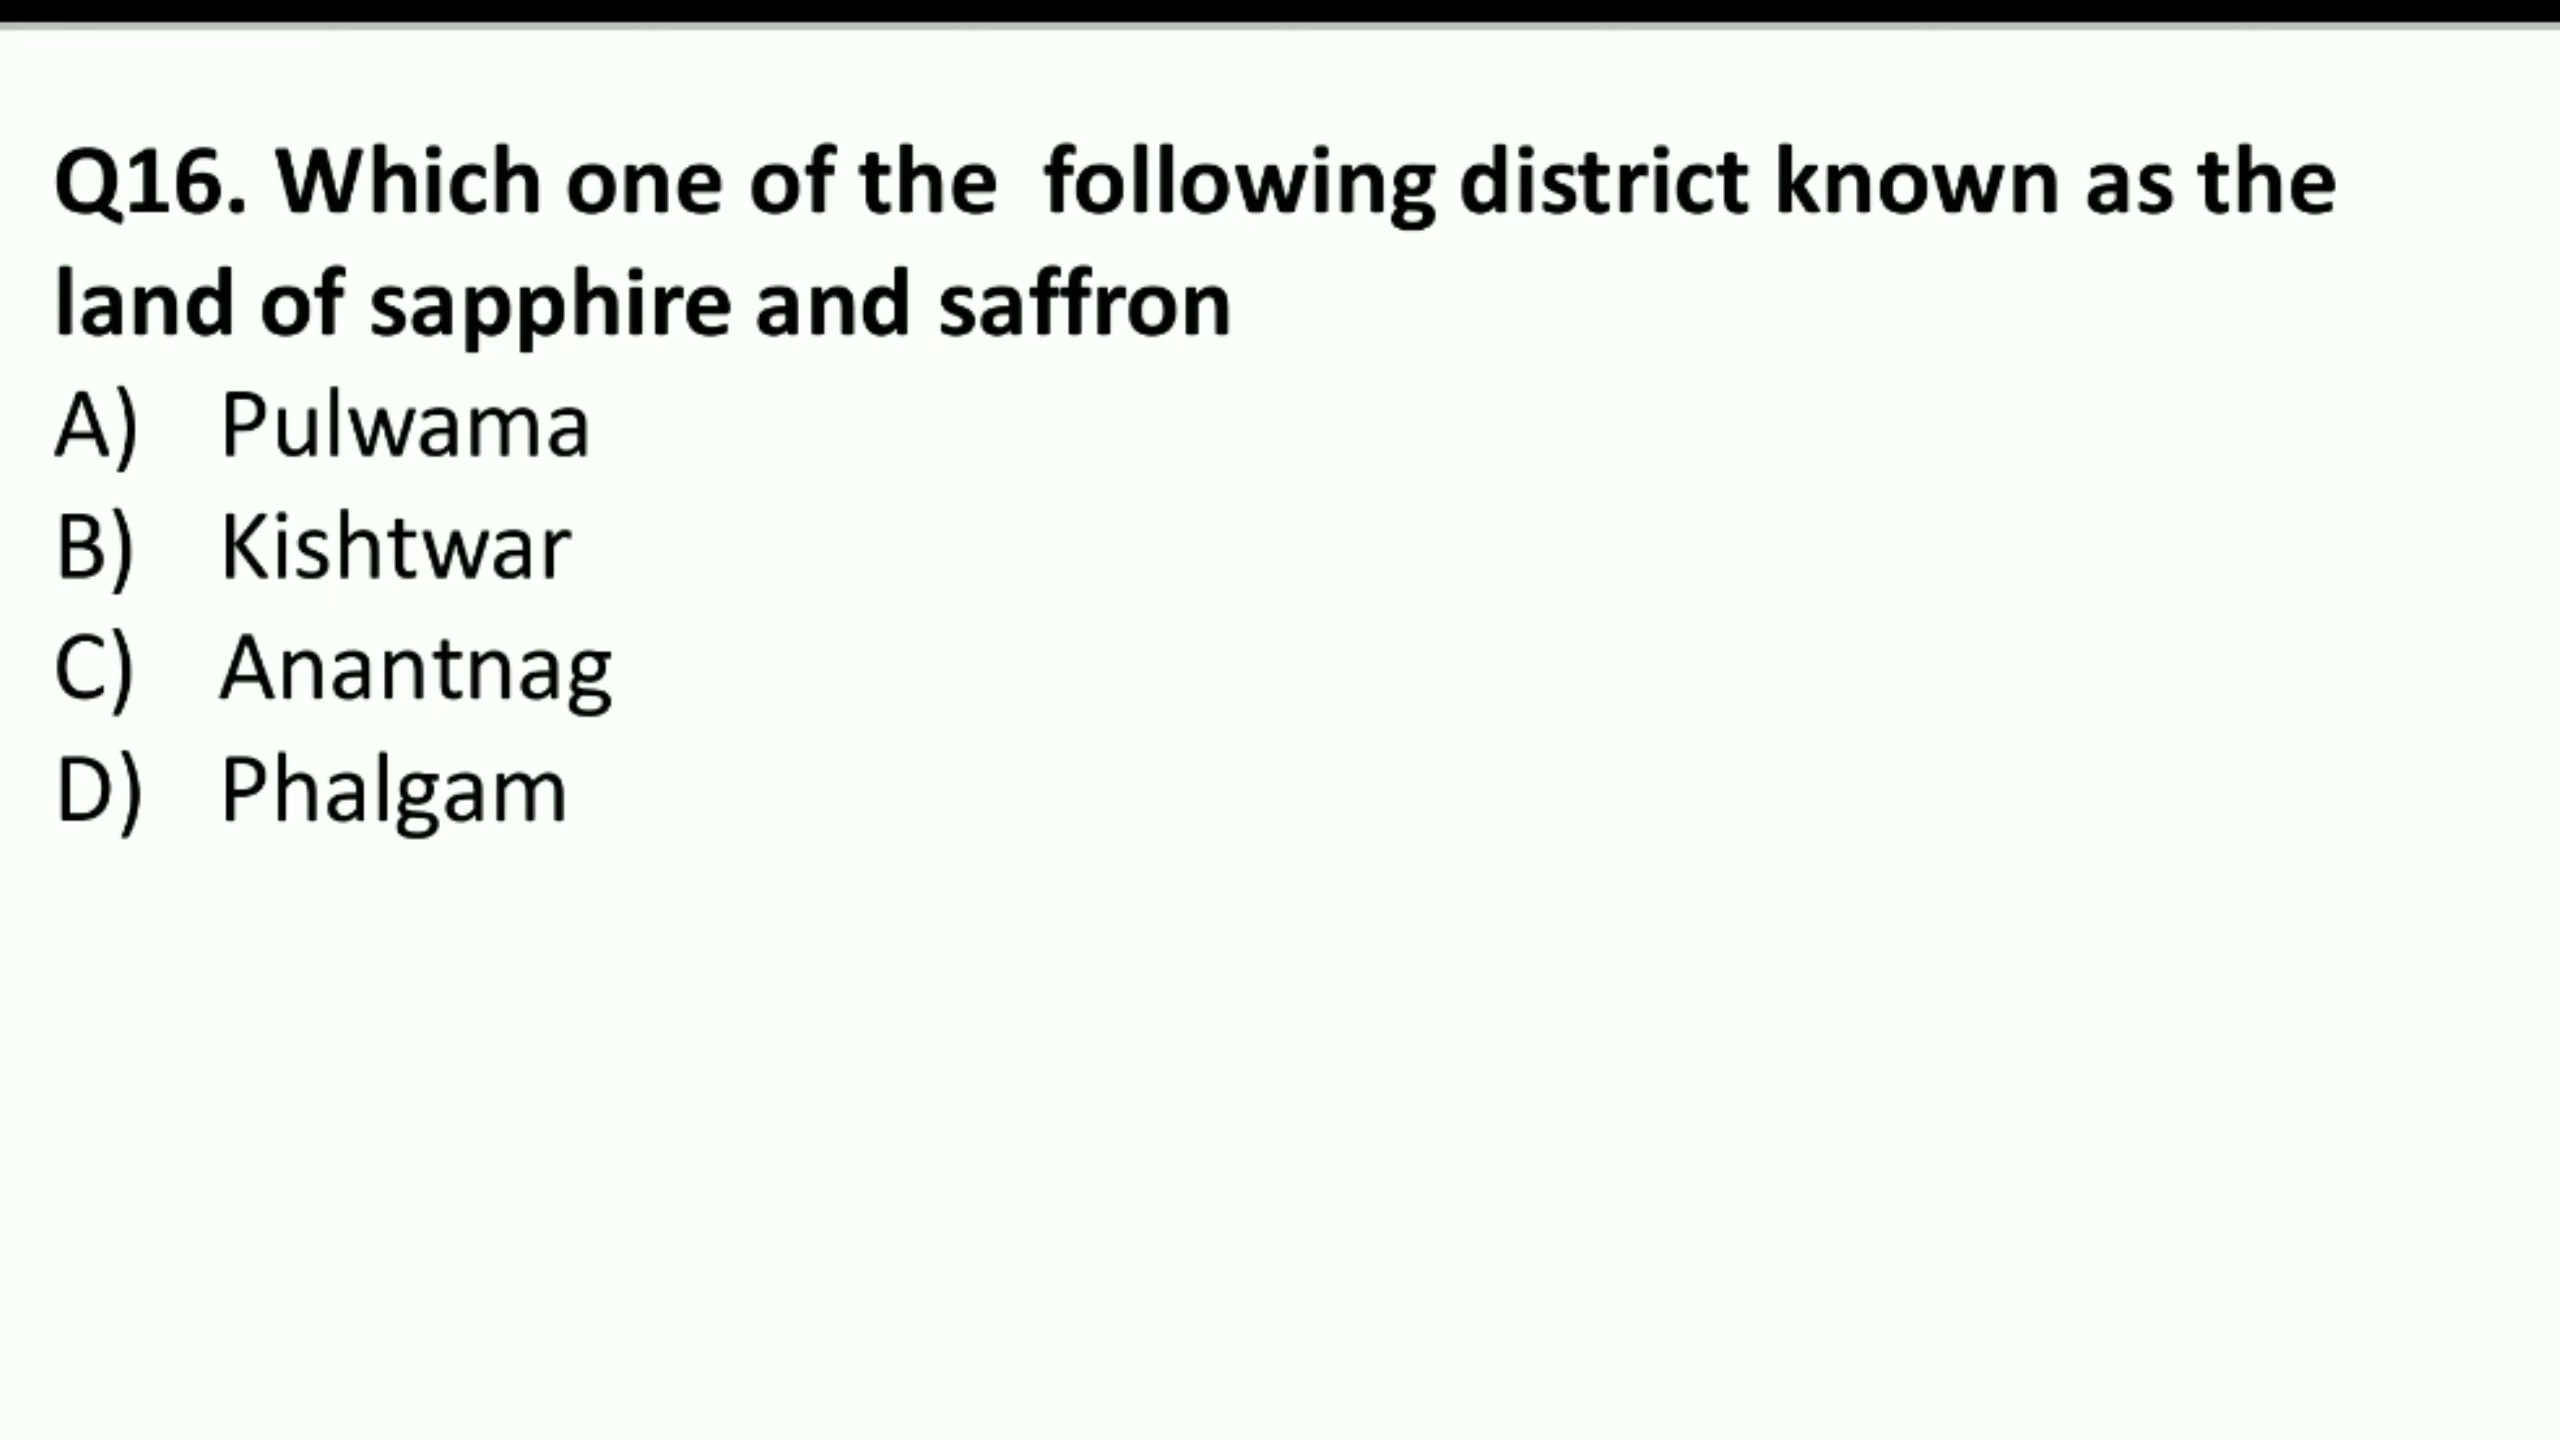 Q16. Which one of the  following district known as the
land of sapphire and saffron
A) Pulwama
B) Kishtwar
C) Anantnag
D) Phalgam